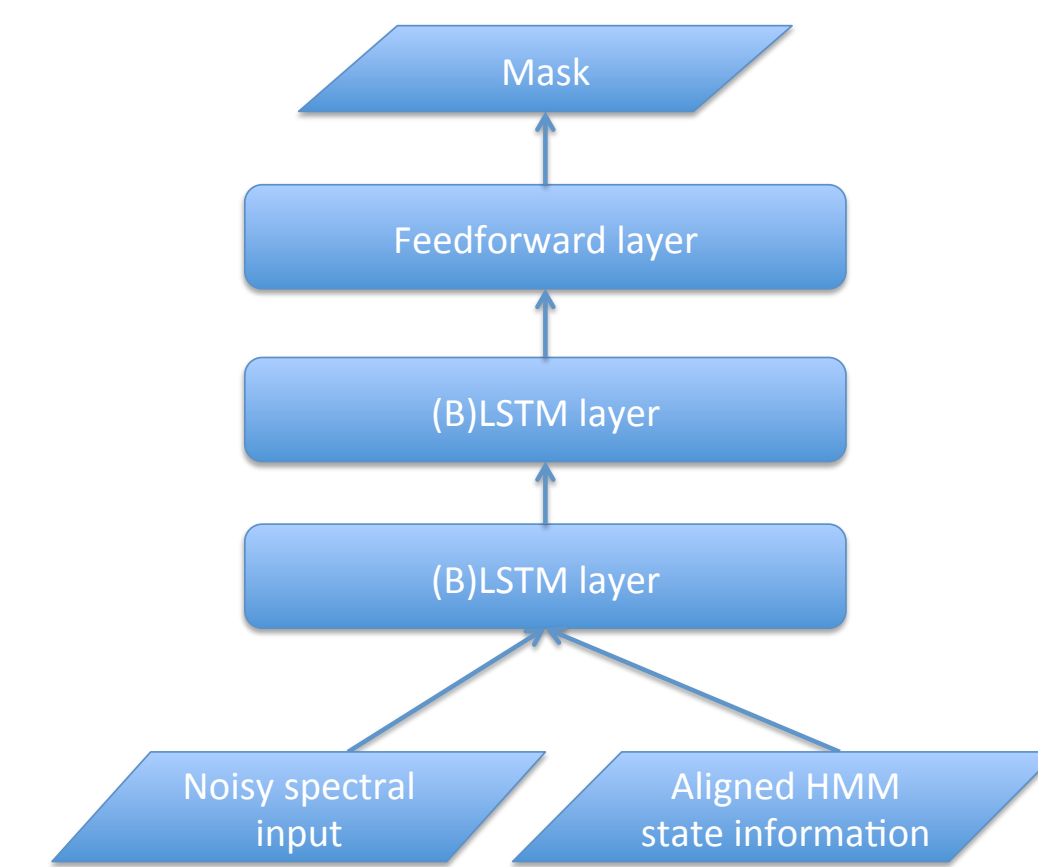 Mask
Feedforward layer
(B)LSTM layer
(B)LSTM layer
Noisy spectral
input
Aligned HMM
state information